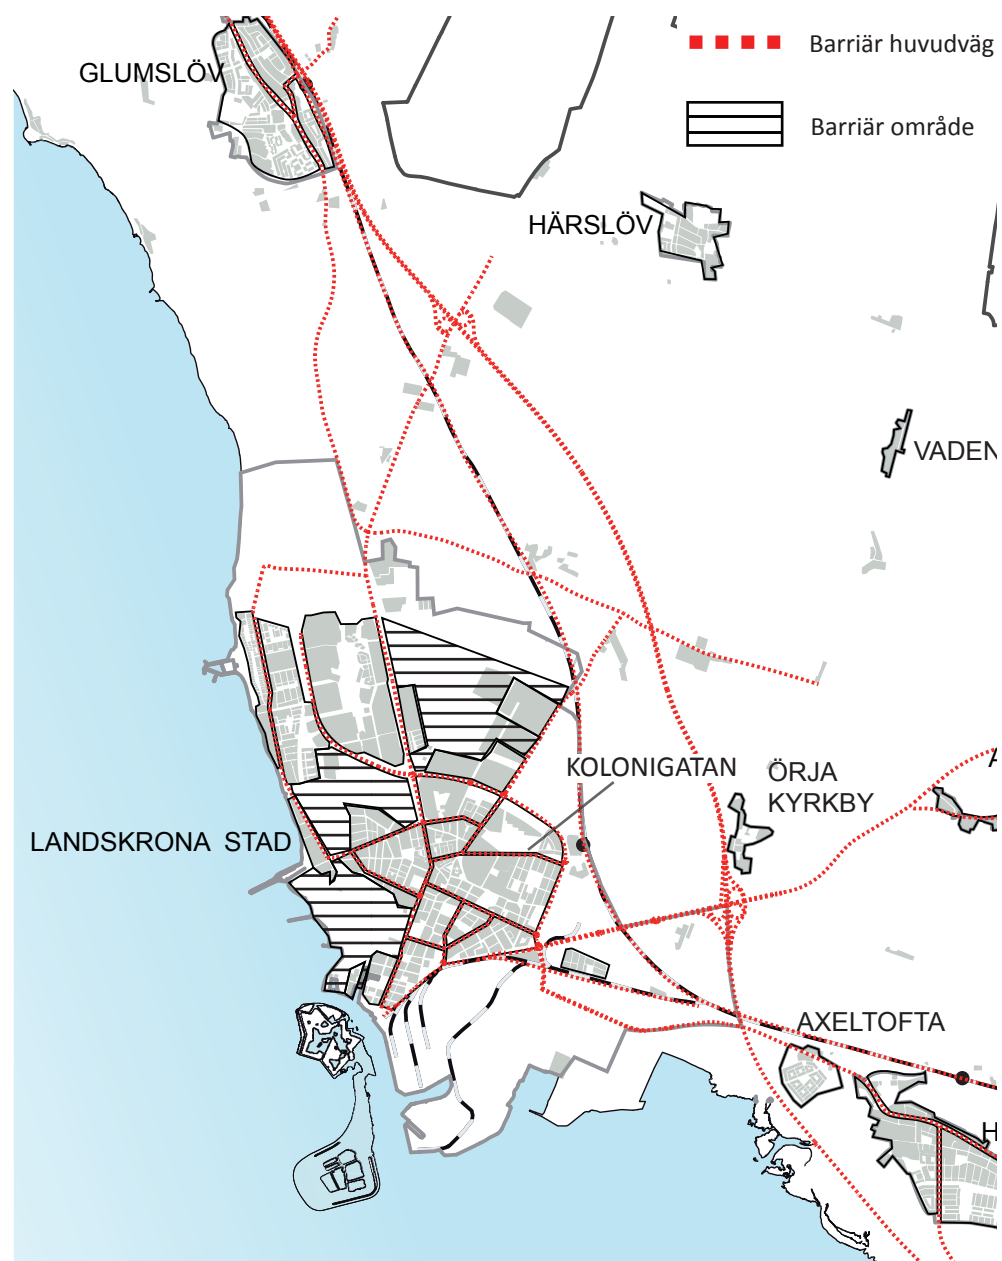 Barriär huvudväg
GLUMSLÖV
Barriär område
HÄRSLÖV
VADEN
KOLONIGATAN
ÖRJA
KYRKBY
A
LANDSKRONA STAD
AXELTOFTA
H